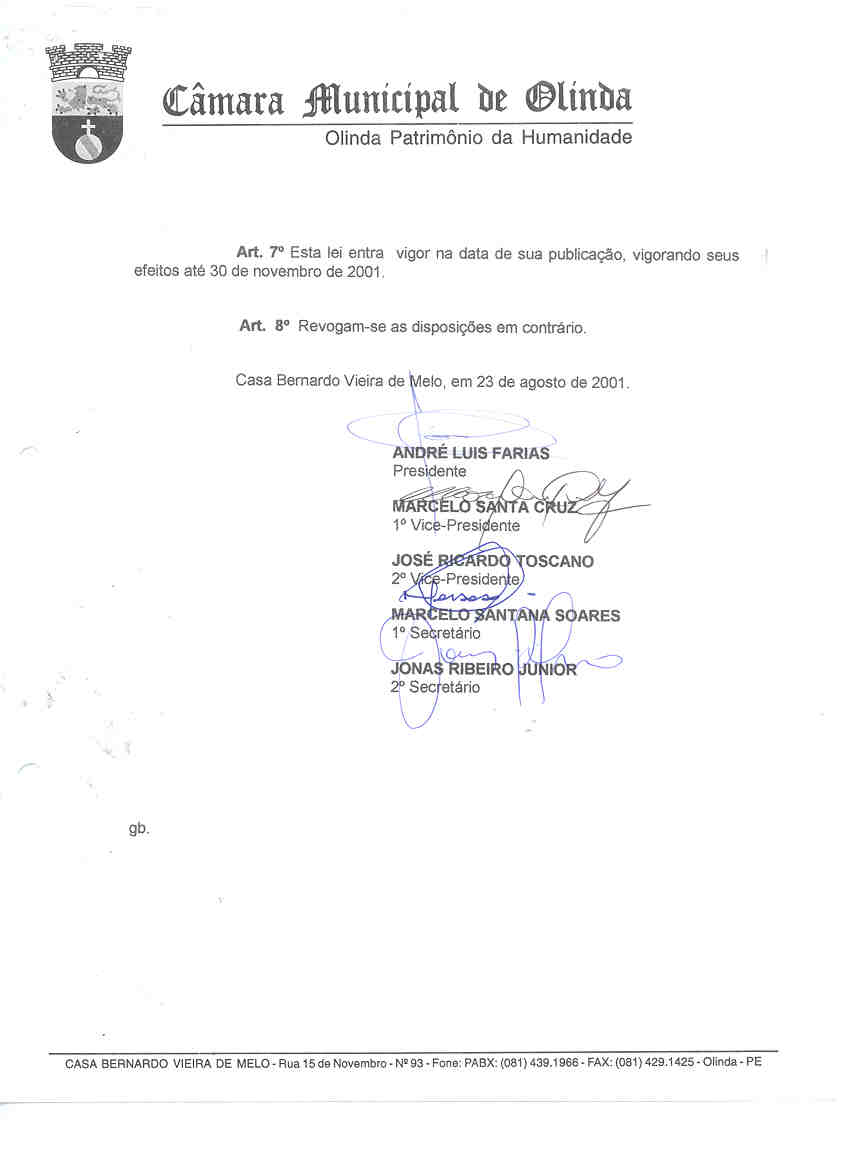 Câmara Municipal de Olinda
Olinda Patrimônio da Humanidade
Art. 7º Esta lei entra vigor na data de sua publicação, vigorando seus
efeitos até 30 de novembro de 2001.
Art. 8º Revogam-se as disposições em contrário.
Casa Bernardo Vieira de Melo, em 23 de agosto de 2001.
ANDRÉ LUIS FARIAS
Presidente
MARCELO SANTA CRUZ
1º Vice-Presidente
JOSÉ RICARDO TOSCANO
2º Vice-Presidente
MARCELO SANTANA SOARES
1º Secretário
JONAS RIBEIRO JUNIOR
2º Secretário
gb.
CASA BERNARDO VIEIRA DE MELO - Rua 15 de Novembro - Nº 93 - Fone: PABX: (081) 439.1966 - FAX: (081) 429.1425 - Olinda - PE